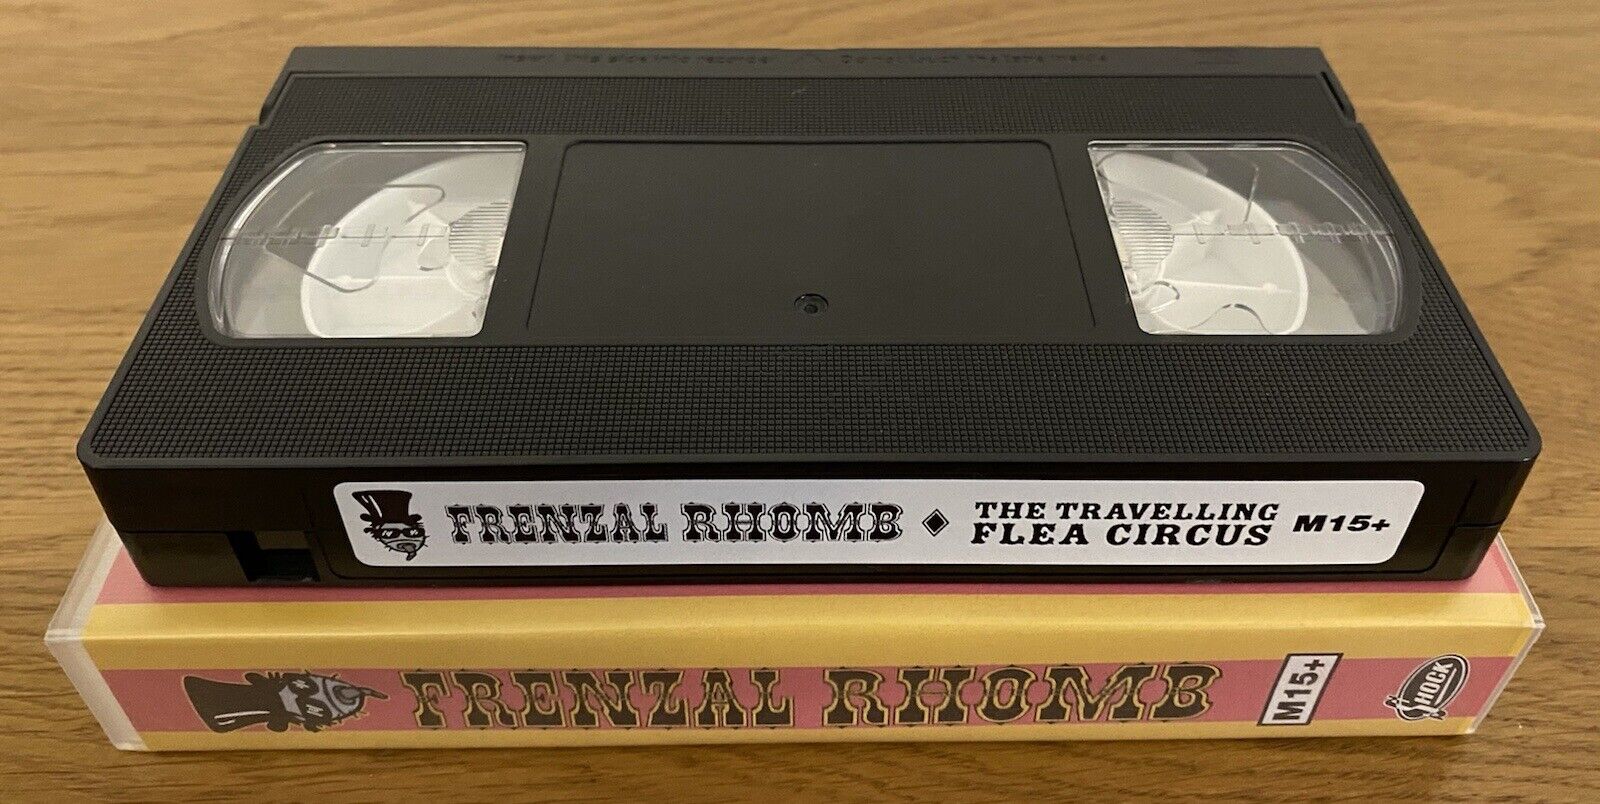 FRENZAL RHOMB ◆ THE TRAVELLING
FLEA CIRCUS M15+
FRENZAL RHOMB M15+ SHOCK